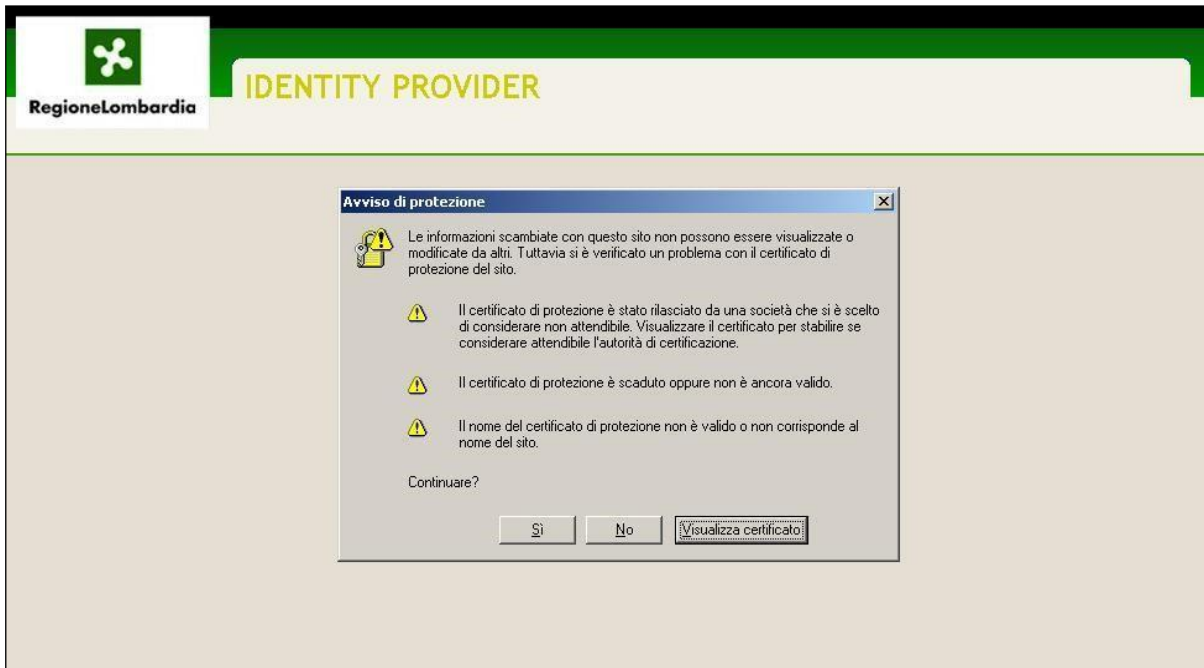 RegioneLombardia
IDENTITY PROVIDER
Avviso di protezione
Le informazioni scambiate con questo sito non possono essere visualizzate o
modificate da altri. Tuttavia si è verificato un problema con il certificato di
protezione del sito.
Il certificato di protezione è stato rilasciato da una società che si è scelto
di considerare non attendibile. Visualizzare il certificato per stabilire se
considerare attendibile l'autorità di certificazione.
Il certificato di protezione è scaduto oppure non è ancora valido.
Il nome del certificato di protezione non è valido o non corrisponde al
nome del sito.
Continuare?
Sì No Visualizza certificato